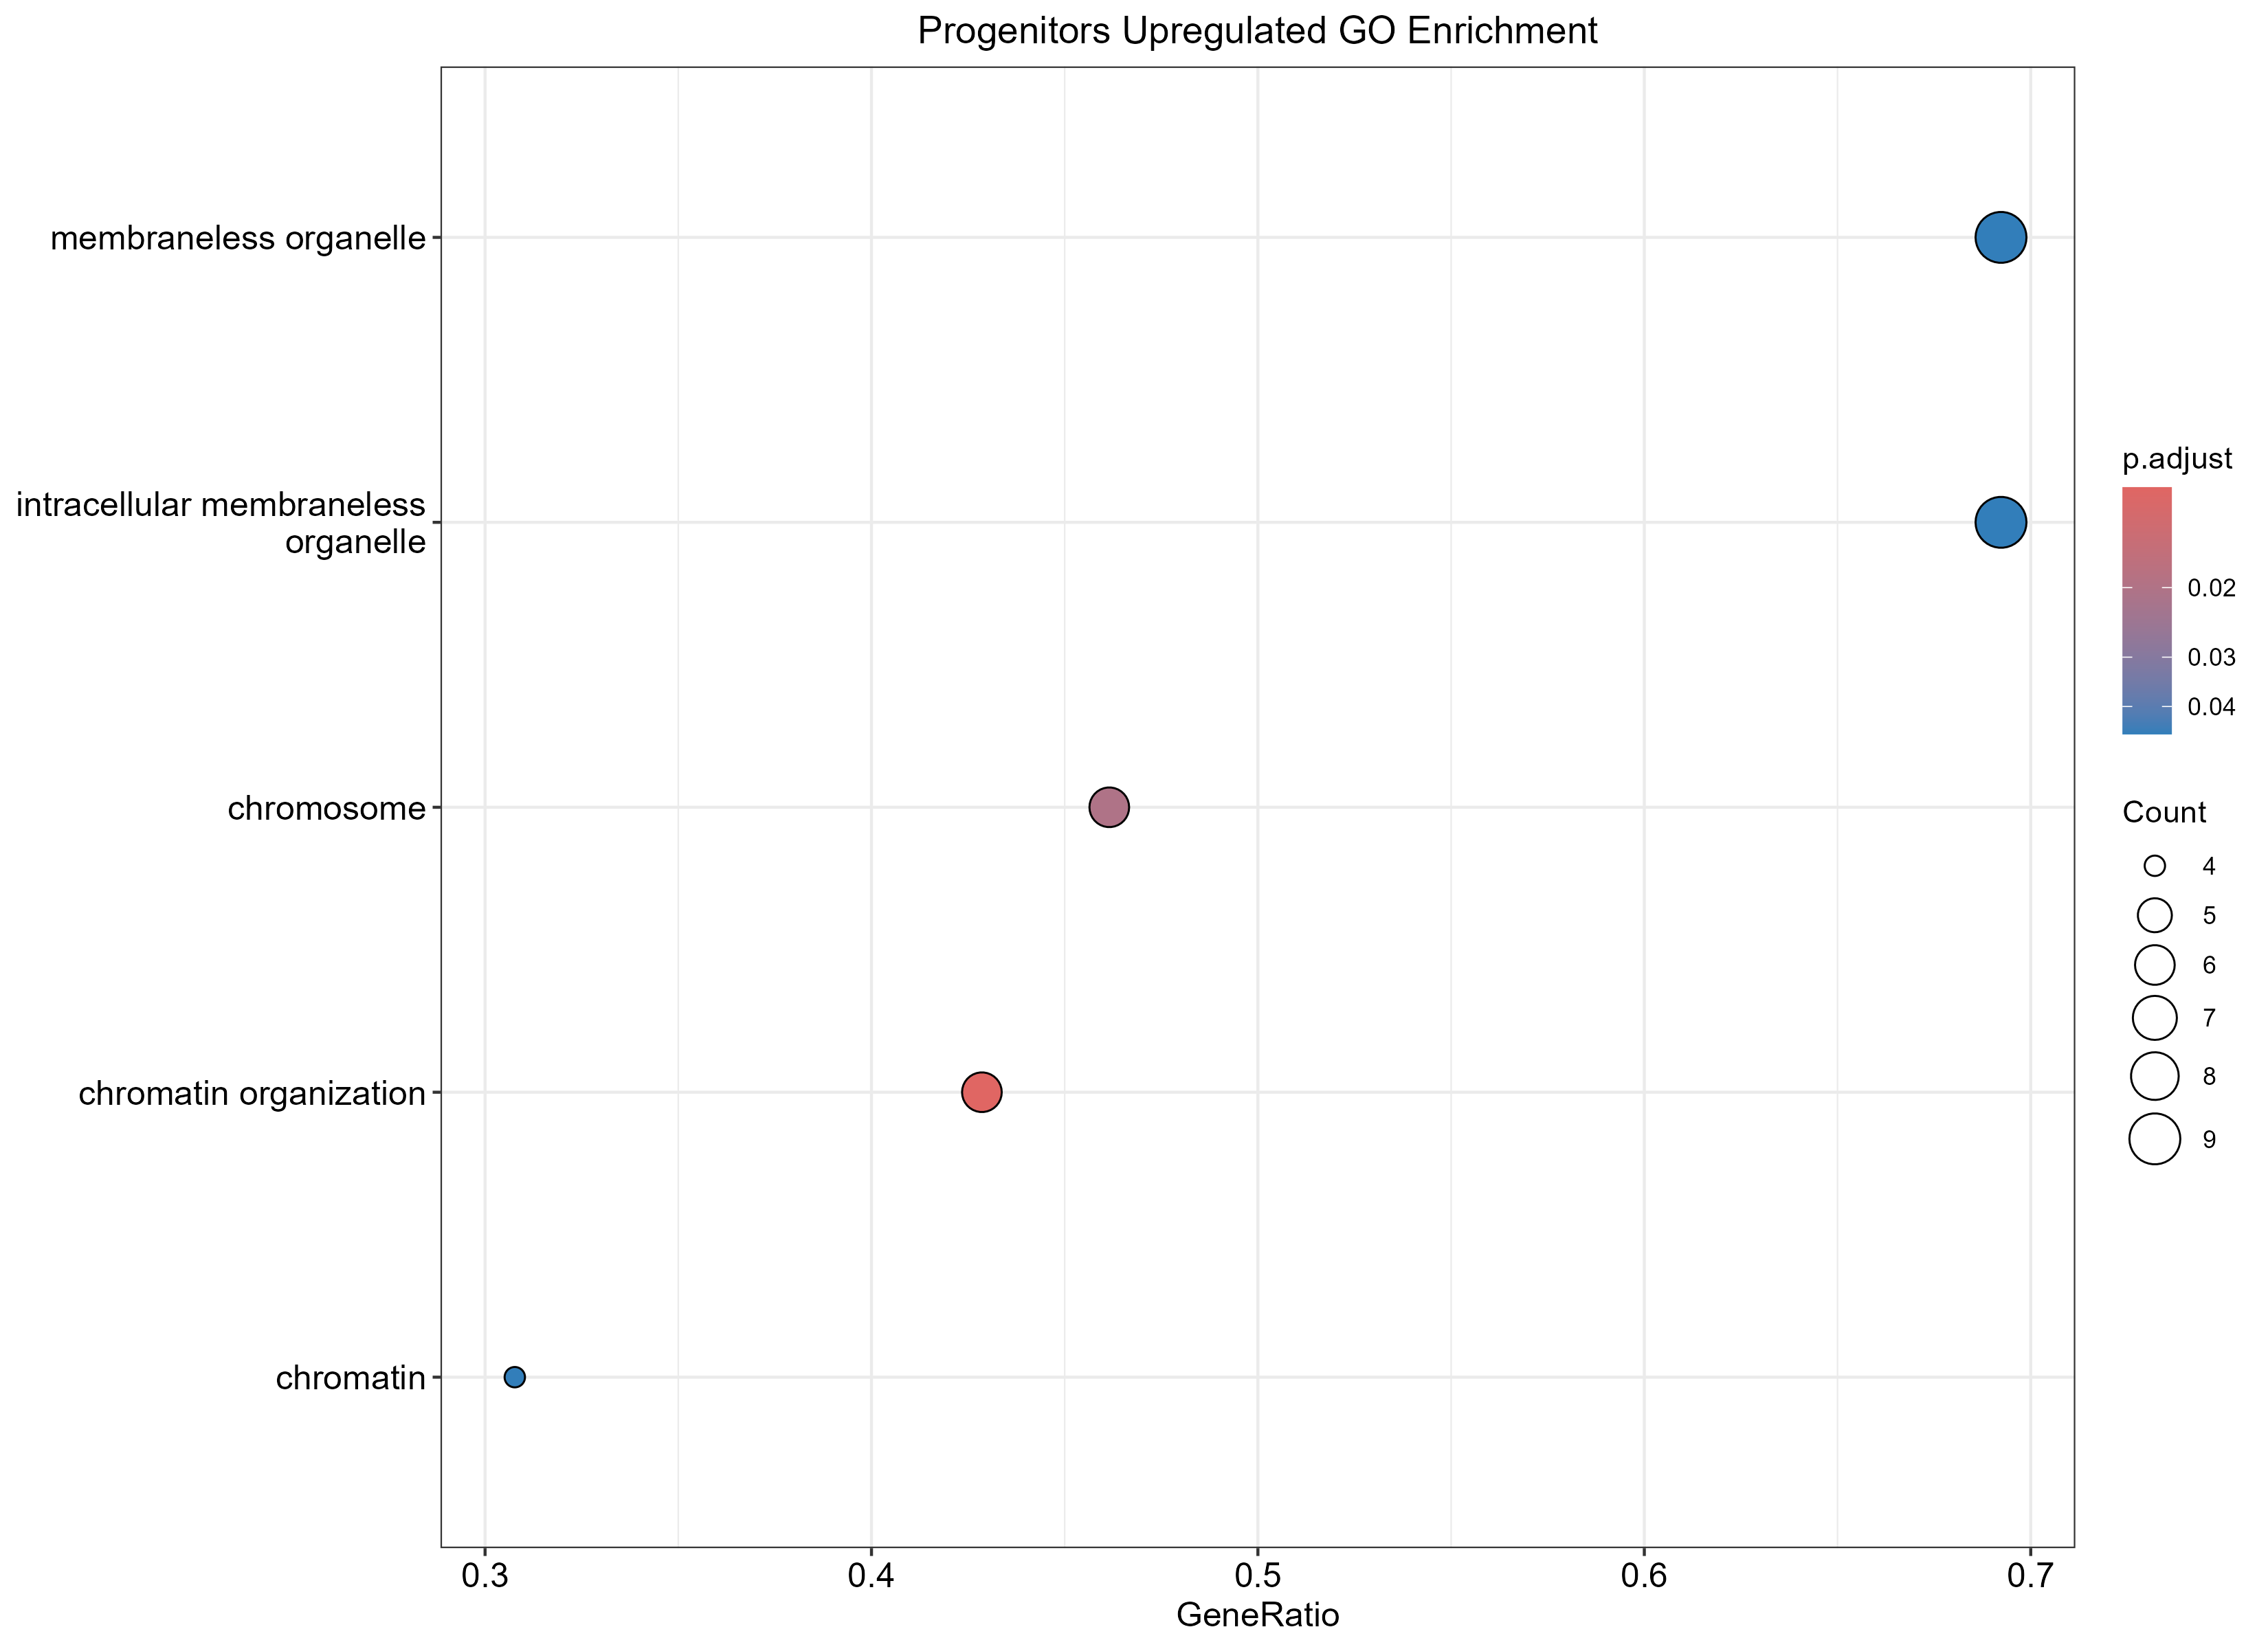 Progenitors Upregulated GO Enrichment
membraneless organelle
intracellular membraneless
organelle
chromosome
chromatin organization
chromatin
0.3
0.4
0.5
0.6
0.7
GeneRatio
p.adjust
0.02
0.03
0.04
Count
4
5
6
7
8
9